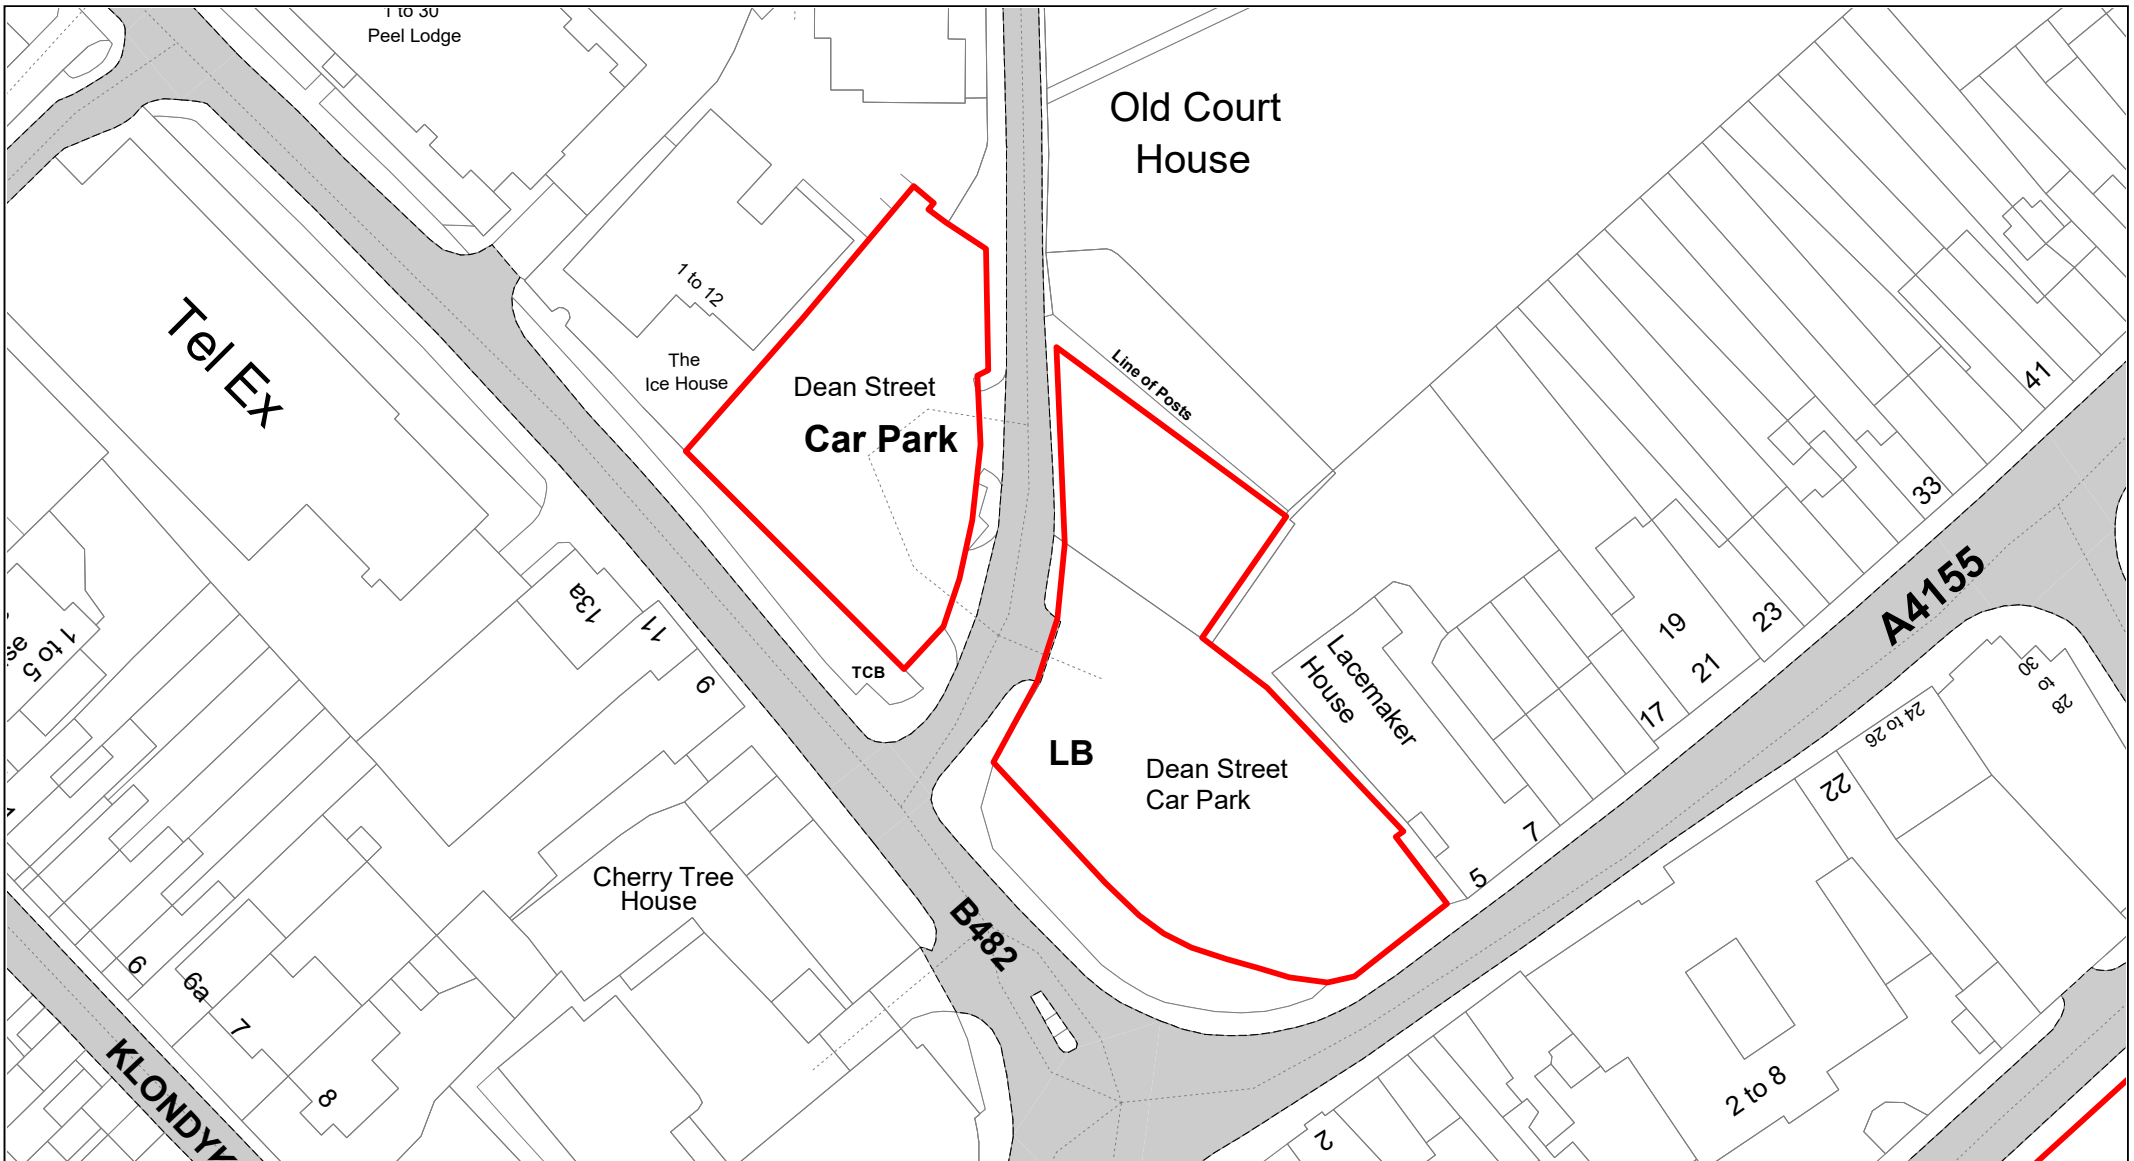 1 to 30
Peel Lodge
Old Court
House
Tel Ex
1 to 12
The
Ice House
Dean Street
Car Park
Line of Posts
41
33
A4155
13a
11
9
1 to 5
TCB
LB
Dean Street
Car Park
Lacemaker
House
19
23
21
17
7
5
30
to
28
24 to 26
22
Cherry Tree
House
B482
6
6a
7
8
2 to 8
2